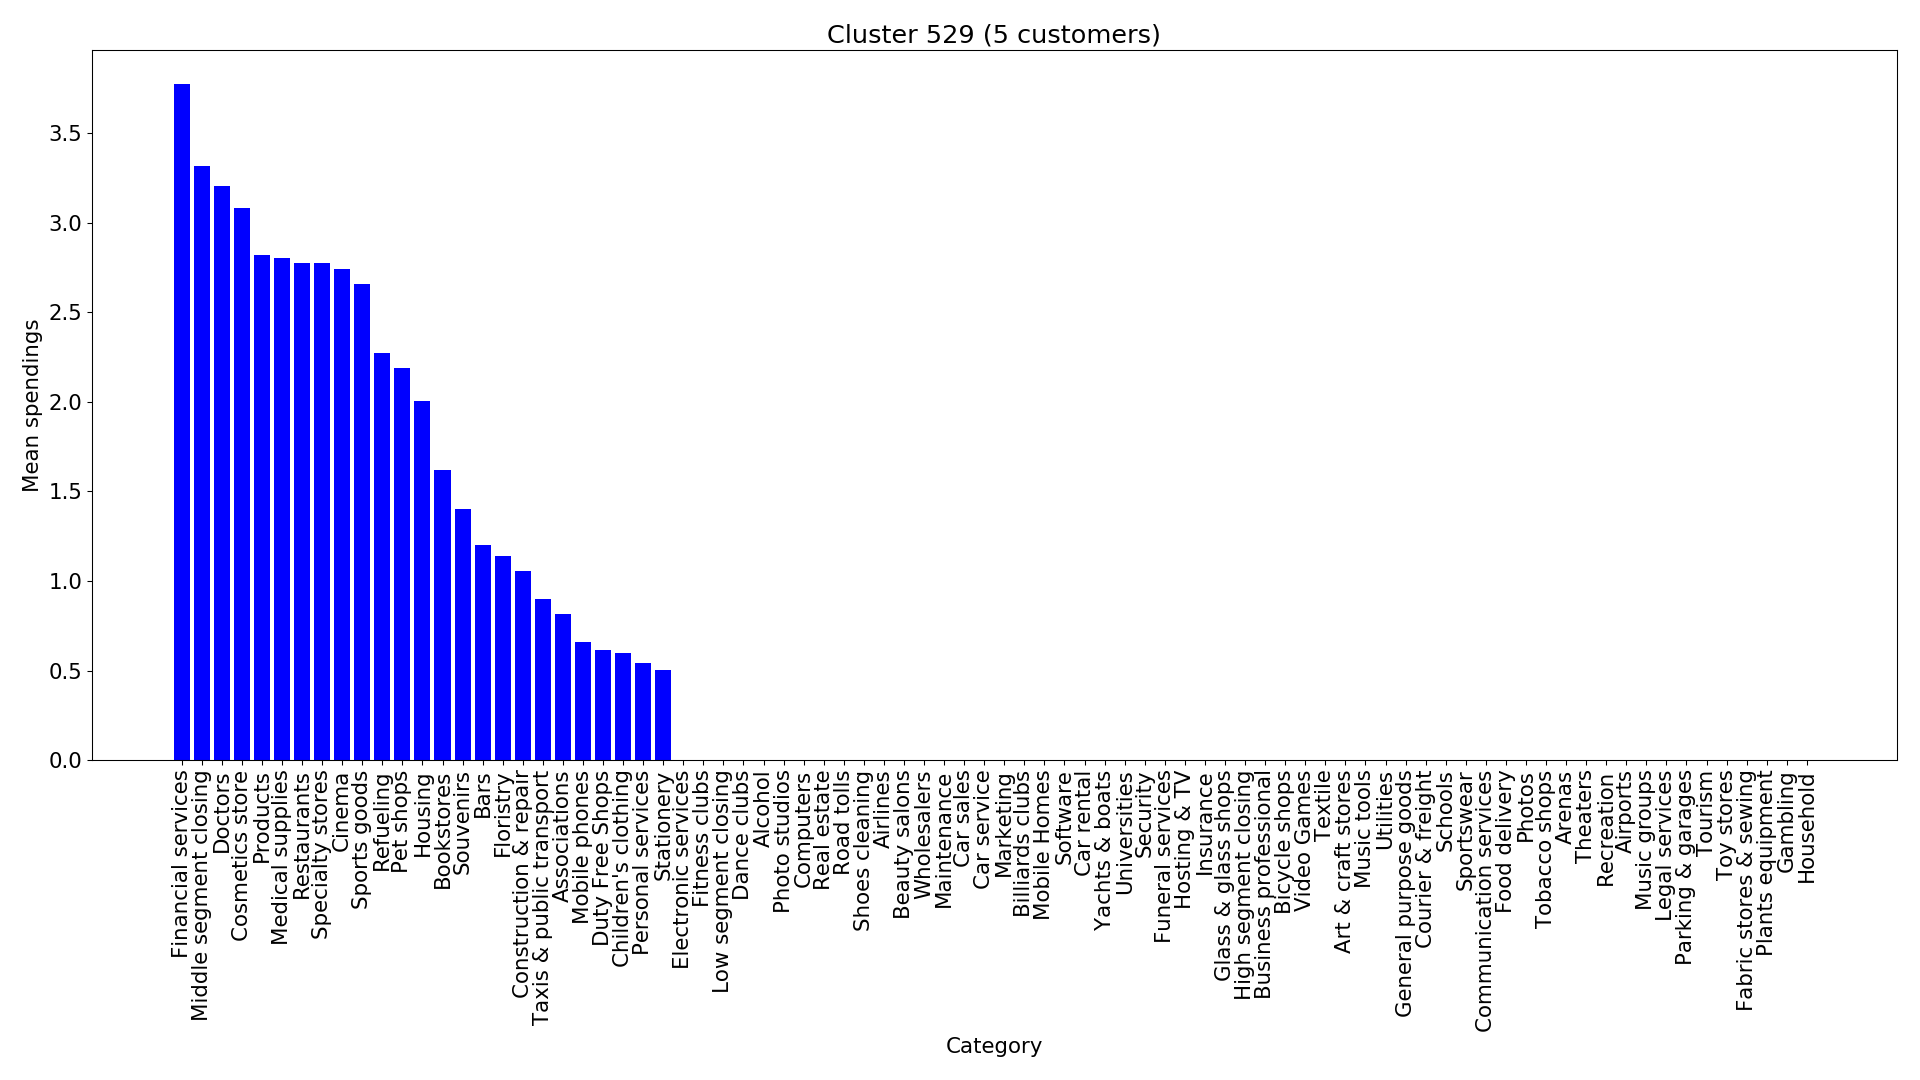 Cluster 529 (5 customers)
Mean spendings
3.5
3.0
2.5
2.0
1.5
1.0
0.5
0.0
Financial services
Middle segment closing
Doctors
Cosmetics store
Products
Medical supplies
Restaurants
Specialty stores
Cinema
Sports goods
Refueling
Pet shops
Housing
Bookstores
Souvenirs
Bars
Floristry
Construction & repair
Taxis & public transport
Associations
Mobile phones
Duty Free Shops
Children's clothing
Personal services
Stationery
Electronic services
Fitness clubs
Low segment closing
Dance clubs
Alcohol
Photo studios
Computers
Real estate
Road tolls
Shoes cleaning
Airlines
Beauty salons
Wholesalers
Maintenance
Car sales
Car service
Marketing
Billiards clubs
Mobile Homes
Software
Car rental
Yachts & boats
Universities
Security
Funeral services
Hosting & TV
Insurance
Glass & glass shops
High segment closing
Business professional
Bicycle shops
Video Games
Textile
Art & craft stores
Music tools
Utilities
General purpose goods
Courier & freight
Schools
Sportswear
Communication services
Food delivery
Photos
Tobacco shops
Arenas
Theaters
Recreation
Airports
Music groups
Legal services
Parking & garages
Tourism
Toy stores
Fabric stores & sewing
Plants equipment
Gambling
Household
Category